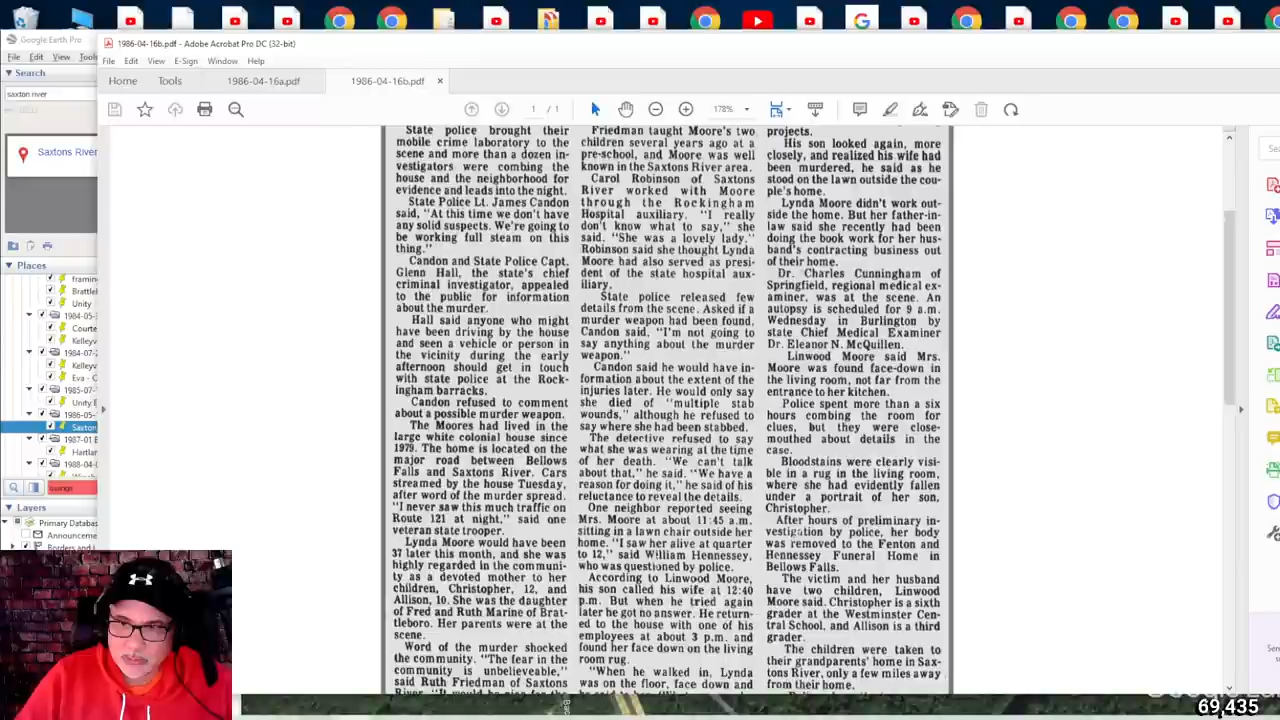 Google Earth Pro
File Edit View Tools
Search
saxton river
Saxtons River
Places
framin
Brattleb
Unity
1984-05-
Courte
Kelleyv
1984-07-2
Kelleyv
Eva - C
1985-07-
Unity B
1986-05-
Saxton
1987-01 B
Hartlan
1988-04-0
Layers
Primary Databas
Announceme
Borders and
1986-04-16b.pdf - Adobe Acrobat Pro DC (32-bit)
File Edit View E-Sign Window Help
Home Tools 1986-04-16a.pdf 1986-04-16b.pdf ×
1 / 1 178%
State police brought their
mobile crime laboratory to the
scene and more than a dozen in-
vestigators were combing the
house and the neighborhood for
evidence and leads into the night.
State Police Lt. James Candon
said, "At this time we don't have
any solid suspects. We're going to
be working full steam on this
thing."
Candon and State Police Capt.
Glenn Hall, the state's chief
criminal investigator, appealed
to the public for information
about the murder.
Hall said anyone who might
have been driving by the house
and seen a vehicle or person in
the vicinity during the early
afternoon should get in touch
with state police at the Rock-
ingham barracks.
Candon refused to comment
about a possible murder weapon.
The Moores had lived in the
large white colonial house since
1979. The home is located on the
major road between Bellows
Falls and Saxtons River. Cars
streamed by the house Tuesday,
after word of the murder spread.
"I never saw this much traffic on
Route 121 at night," said one
veteran state trooper.
Lynda Moore would have been
37 later this month, and she was
highly regarded in the communi-
ty as a devoted mother to her
children, Christopher, 12, and
Allison, 10. She was the daughter
of Fred and Ruth Marine of Brat-
tleboro. Her parents were at the
scene.
Word of the murder shocked
the community. "The fear in the
community is unbelievable,"
said Ruth Friedman of Saxtons
Friedman taught Moore's two
children several years ago at a
pre-school, and Moore was well
known in the Saxtons River area.
Carol Robinson of Saxtons
River worked with Moore
through the Rockingham
Hospital auxiliary. "I really
don't know what to say," she
said. "She was a lovely lady."
Robinson said she thought Lynda
Moore had also served as presi-
dent of the state hospital aux-
iliary.
State police released few
details from the scene. Asked if a
murder weapon had been found,
Candon said, "I'm not going to
say anything about the murder
weapon."
Candon said he would have in-
formation about the extent of the
injuries later. He would only say
she died of "multiple stab
wounds," although he refused to
say where she had been stabbed.
The detective refused to say
what she was wearing at the time
of her death. "We can't talk
about that," he said. "We have a
reason for doing it," he said of his
reluctance to reveal the details.
One neighbor reported seeing
Mrs. Moore at about 11:45 a.m.
sitting in a lawn chair outside her
home. "I saw her alive at quarter
to 12," said William Hennessey,
who was questioned by police.
According to Linwood Moore,
his son called his wife at 12:40
p.m. But when he tried again
later he got no answer. He return-
ed to the house with one of his
employees at about 3 p.m. and
found her face down on the living
room rug.
"When he walked in, Lynda
was on the floor, face down and
projects.
His son looked again, more
closely, and realized his wife had
been murdered, he said as he
stood on the lawn outside the cou-
ple's home.
Lynda Moore didn't work out-
side the home. But her father-in-
law said she recently had been
doing the book work for her hus-
band's contracting business out
of their home.
Dr. Charles Cunningham of
Springfield, regional medical ex-
aminer, was at the scene. An
autopsy is scheduled for 9 a.m.
Wednesday in Burlington by
state Chief Medical Examiner
Dr. Eleanor N. McQuillen.
Linwood Moore said Mrs.
Moore was found face-down in
the living room, not far from the
entrance to her kitchen.
Police spent more than a six
hours combing the room for
clues, but they were close-
mouthed about details in the
case.
Bloodstains were clearly visi-
ble in a rug in the living room,
where she had evidently fallen
under a portrait of her son,
Christopher.
After hours of preliminary in-
vestigation by police, her body
was removed to the Fenton and
Hennessey Funeral Home in
Bellows Falls.
The victim and her husband
have two children, Linwood
Moore said. Christopher is a sixth
grader at the Westminster Cen-
tral School, and Allison is a third
grader.
The children were taken to
their grandparents' home in Sax-
tons River, only a few miles away
from their home.
69,435